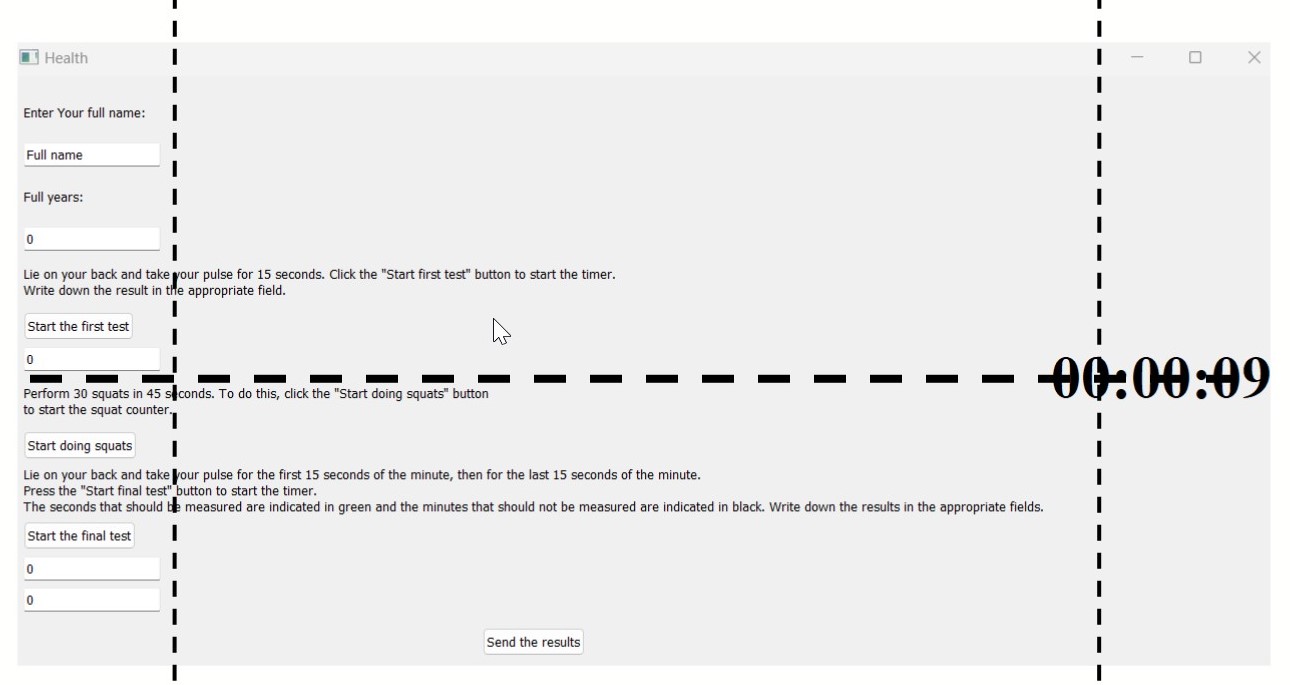 Health
Enter Your full name:
Full name
Full years:
0
Lie on your back and take your pulse for 15 seconds. Click the "Start first test" button to start the timer.
Write down the result in the appropriate field.
Start the first test
0
00:00:09
Perform 30 squats in 45 seconds. To do this, click the "Start doing squats" button
to start the squat counter.
Start doing squats
Lie on your back and take your pulse for the first 15 seconds of the minute, then for the last 15 seconds of the minute.
Press the "Start final test" button to start the timer.
The seconds that should be measured are indicated in green and the minutes that should not be measured are indicated in black. Write down the results in the appropriate fields.
Start the final test
0
0
Send the results